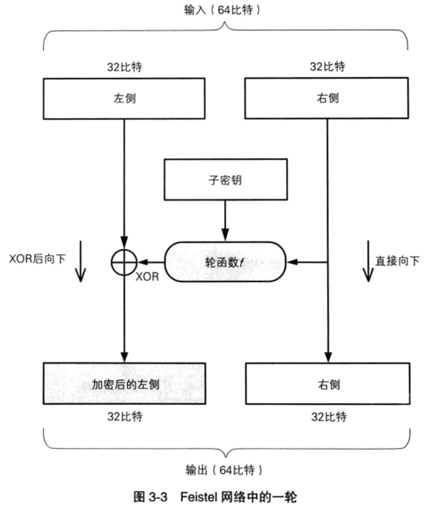 输入（64比特）
32比特
32比特
左侧
右侧
子密钥
XOR后向下
轮函数f
直接向下
XOR
加密后的左侧
右侧
32比特
32比特
输出（64比特）
图 3-3 Feistel 网络中的一轮